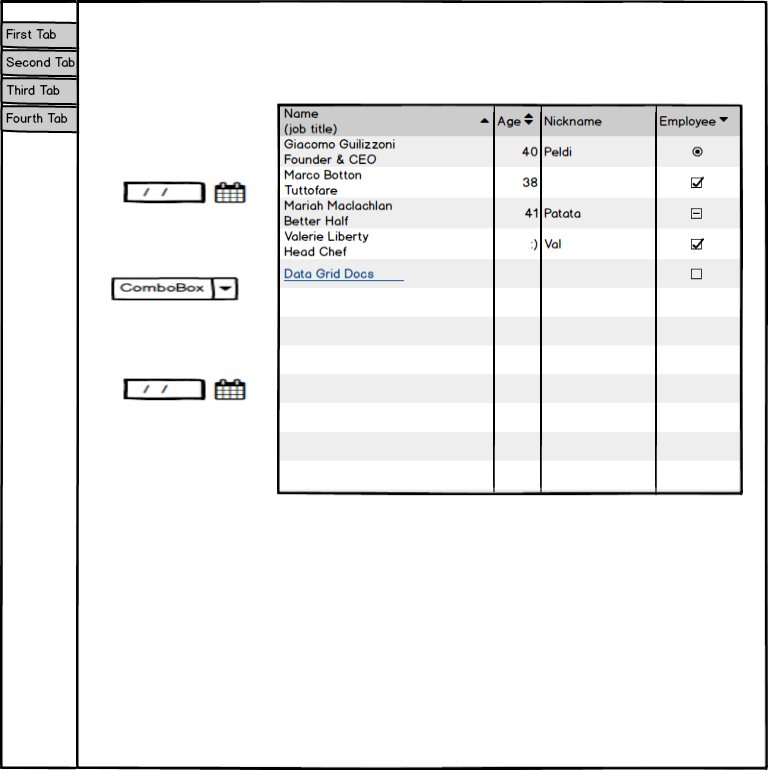 First Tab
Second Tab
Third Tab
Fourth Tab
/ /
ComboBox
/ /
Name
(job title)
Age
Nickname
Employee
Giacomo Guilizzoni
Founder & CEO
40
Peldi
Marco Botton
Tuttofare
38
Mariah Maclachlan
Better Half
41
Patata
Valerie Liberty
Head Chef
:)
Val
Data Grid Docs